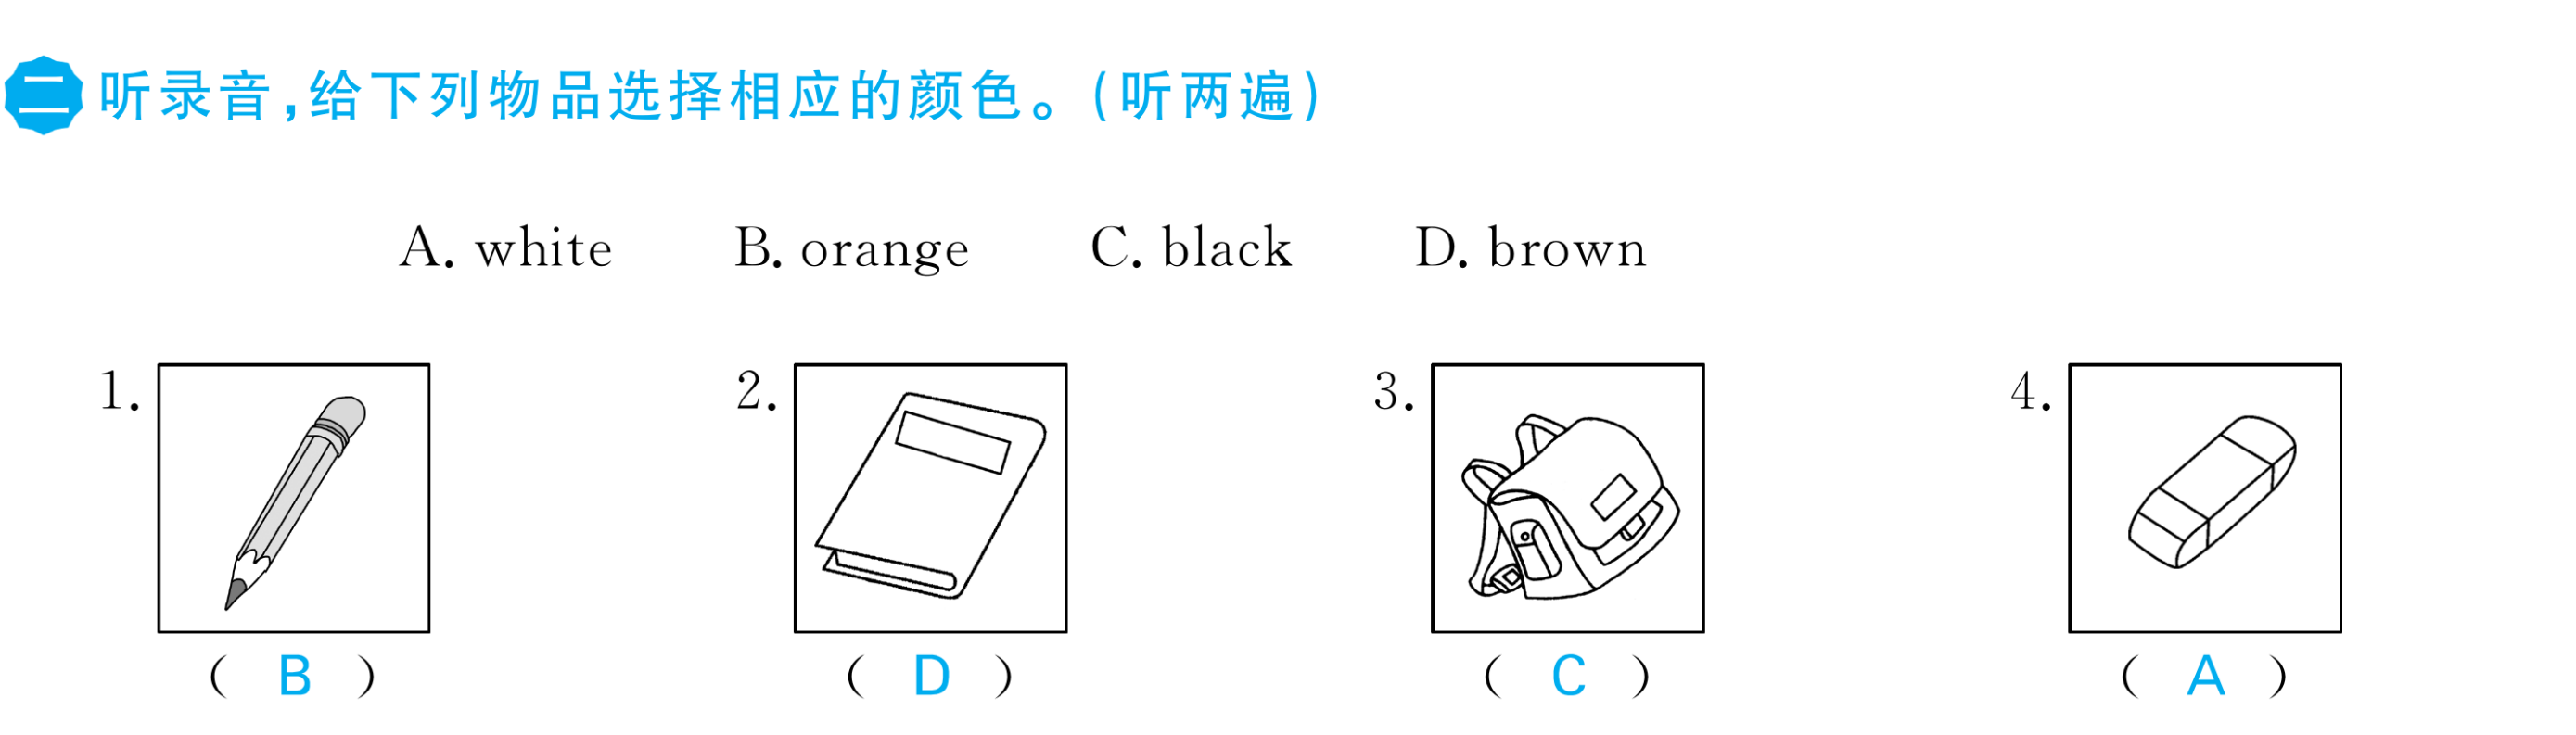 二 听录音,给下列物品选择相应的颜色。(听两遍)
A. white B. orange C. black D. brown
1. 2. 3. 4.
( B ) ( D ) ( C ) ( A )